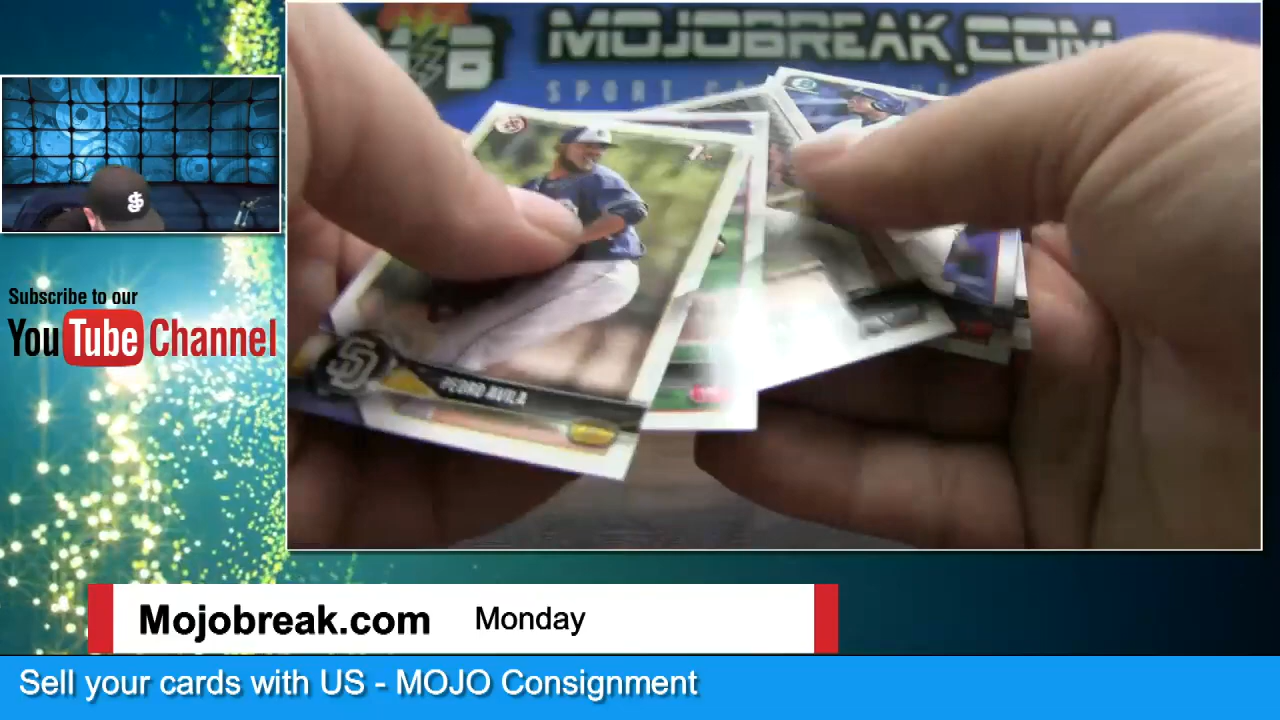 MOJOBREAK.COM
SPORT
Subscribe to our
YouTube Channel
SD
PEDRO AVILA
Mojobreak.com Monday
Sell your cards with US - MOJO Consignment